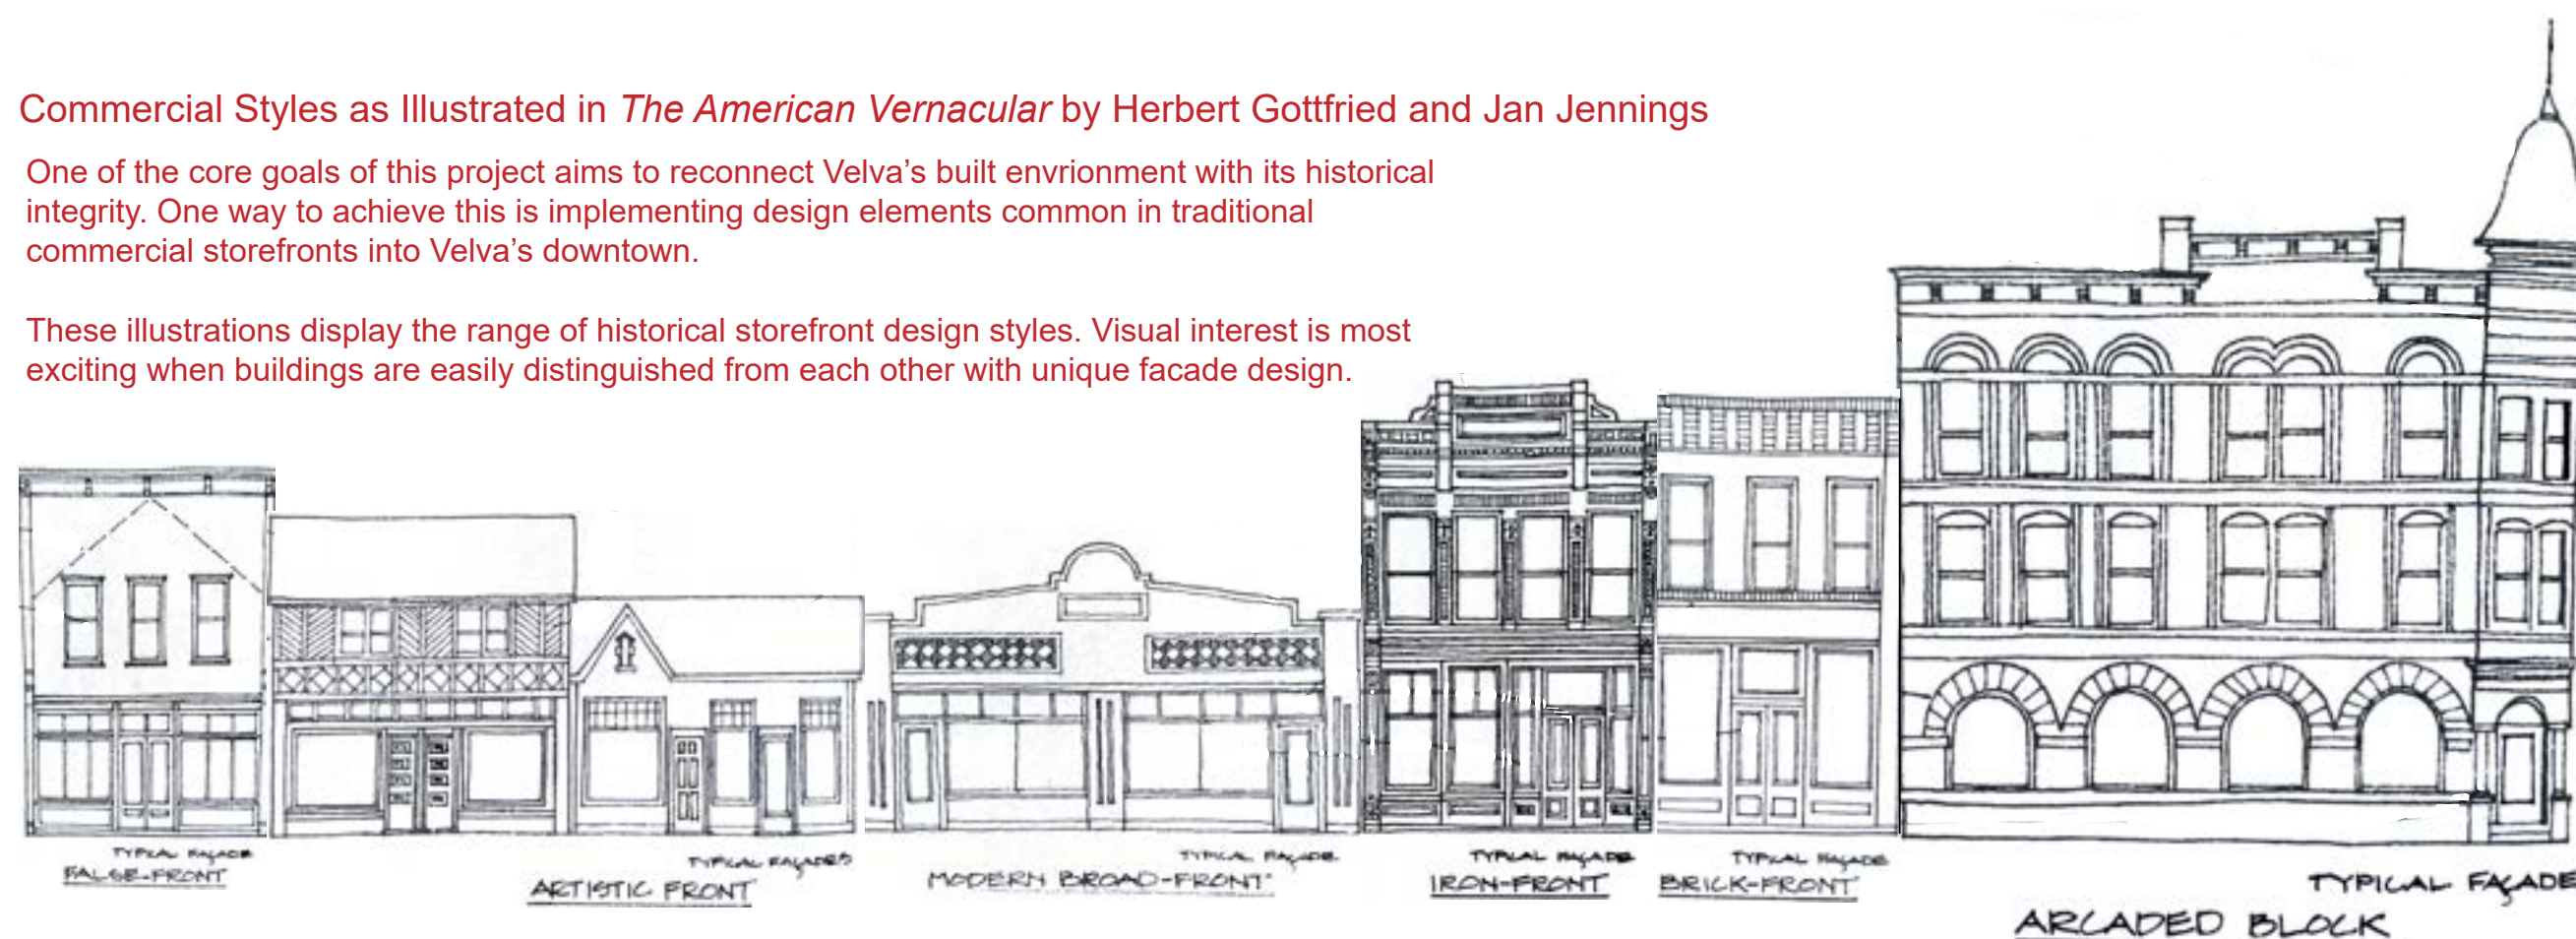 Commercial Styles as Illustrated in The American Vernacular by Herbert Gottfried and Jan Jennings
One of the core goals of this project aims to reconnect Velva’s built envrionment with its historical
integrity. One way to achieve this is implementing design elements common in traditional
commercial storefronts into Velva’s downtown.
These illustrations display the range of historical storefront design styles. Visual interest is most
exciting when buildings are easily distinguished from each other with unique facade design.
TYPICAL FAÇADE
FALSE-FRONT
TYPICAL FAÇADES
ARTISTIC FRONT
TYPICAL FAÇADE
MODERN BROAD-FRONT
TYPICAL FAÇADE
IRON-FRONT
TYPICAL FAÇADE
BRICK-FRONT
TYPICAL FAÇADE
ARCADED BLOCK